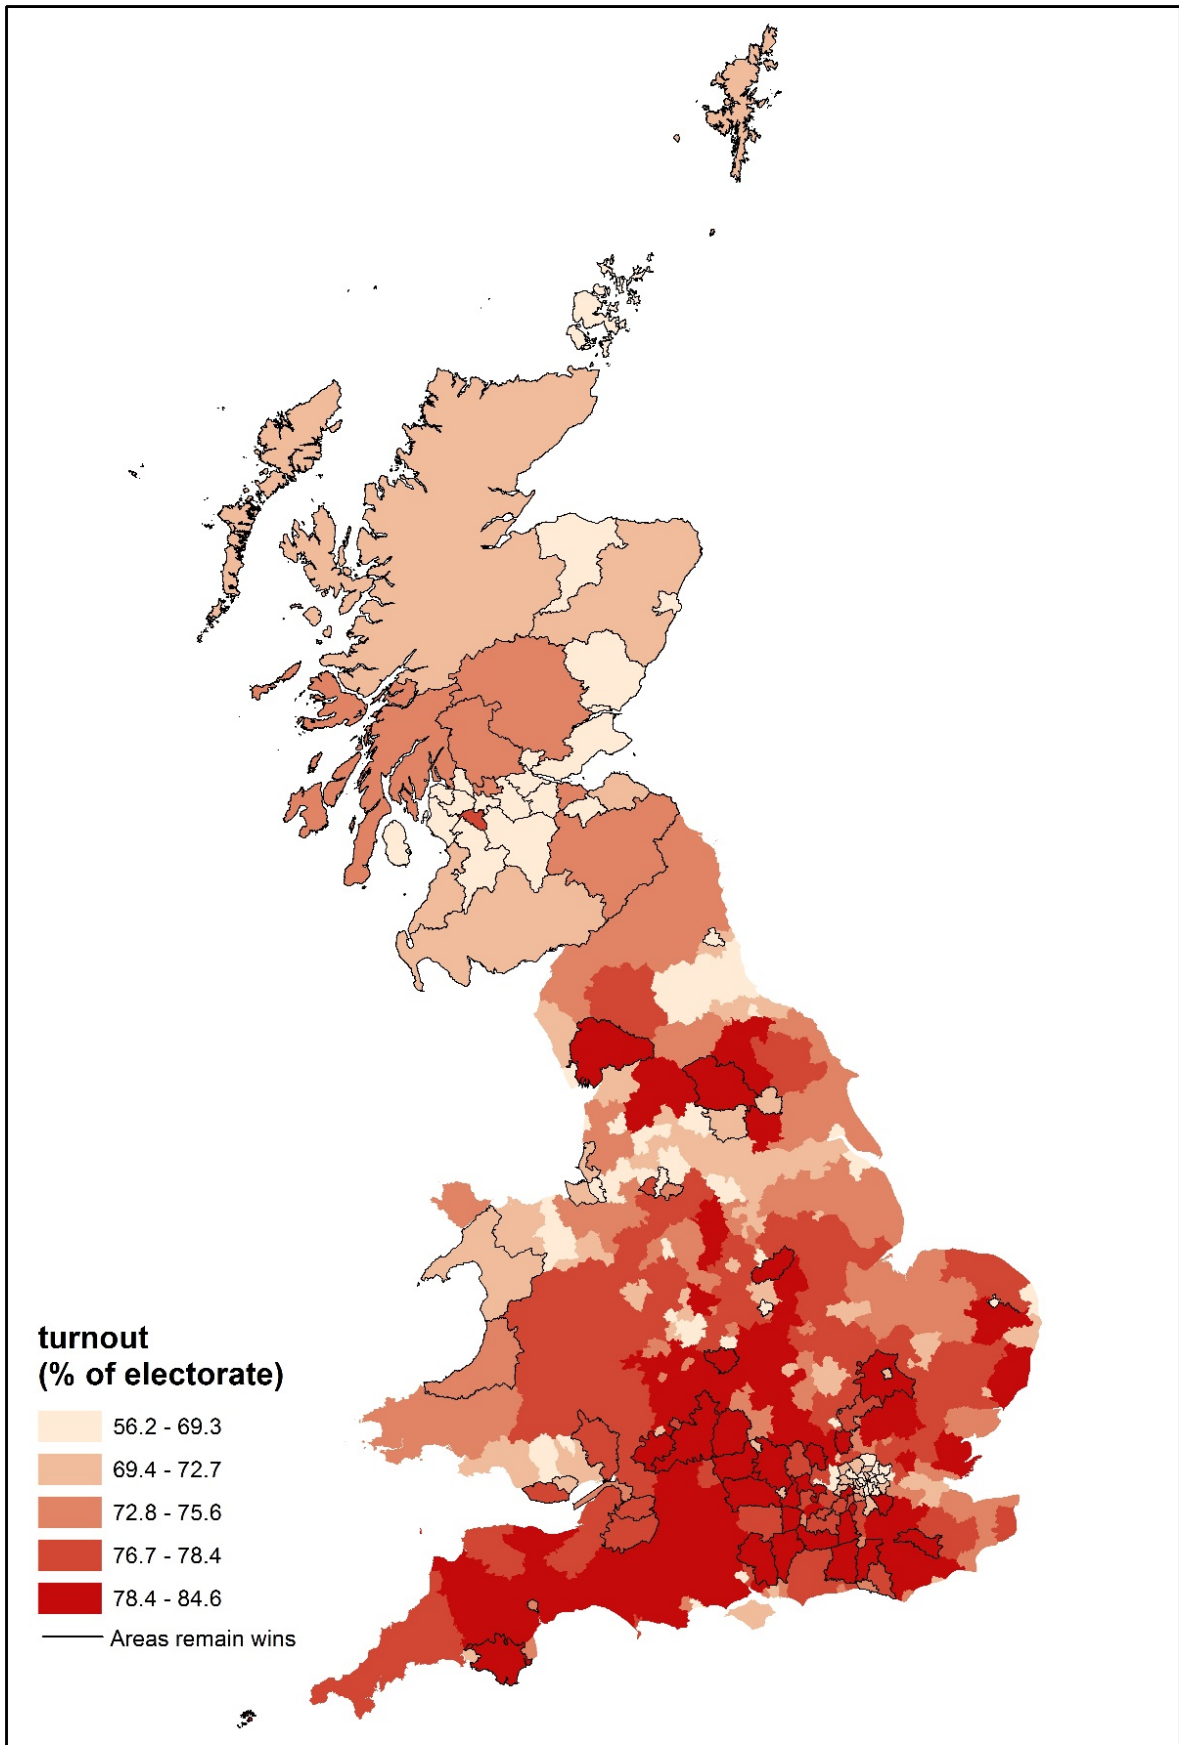 turnout
(% of electorate)
56.2 - 69.3
69.4 - 72.7
72.8 - 75.6
76.7 - 78.4
78.4 - 84.6
Areas remain wins